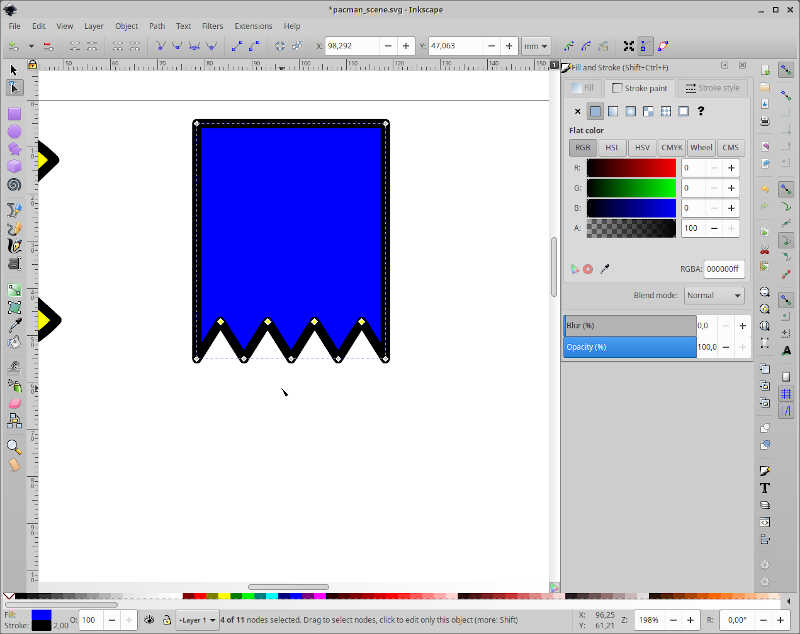 *pacman_scene.svg - Inkscape
File Edit View Layer Object Path Text Filters Extensions Help
X: 98,292 − + Y: 47,063 − + mm
Fill and Stroke (Shift+Ctrl+F)
Fill Stroke paint Stroke style
?
Flat color
RGB HSL HSV CMYK Wheel CMS
R: 0 − +
G: 0 − +
B: 0 − +
A: 100 − +
RGBA: 000000ff
Blend mode: Normal
Blur (%) 0,0 − +
Opacity (%) 100,0 − +
Fill: O: 100 − + •Layer 1 4 of 11 nodes selected. Drag to select nodes, click to edit only this object (more: Shift) X: 96,25 Z: 198% − + R: 0,00° − +
Stroke: 2,00 Y: 61,21